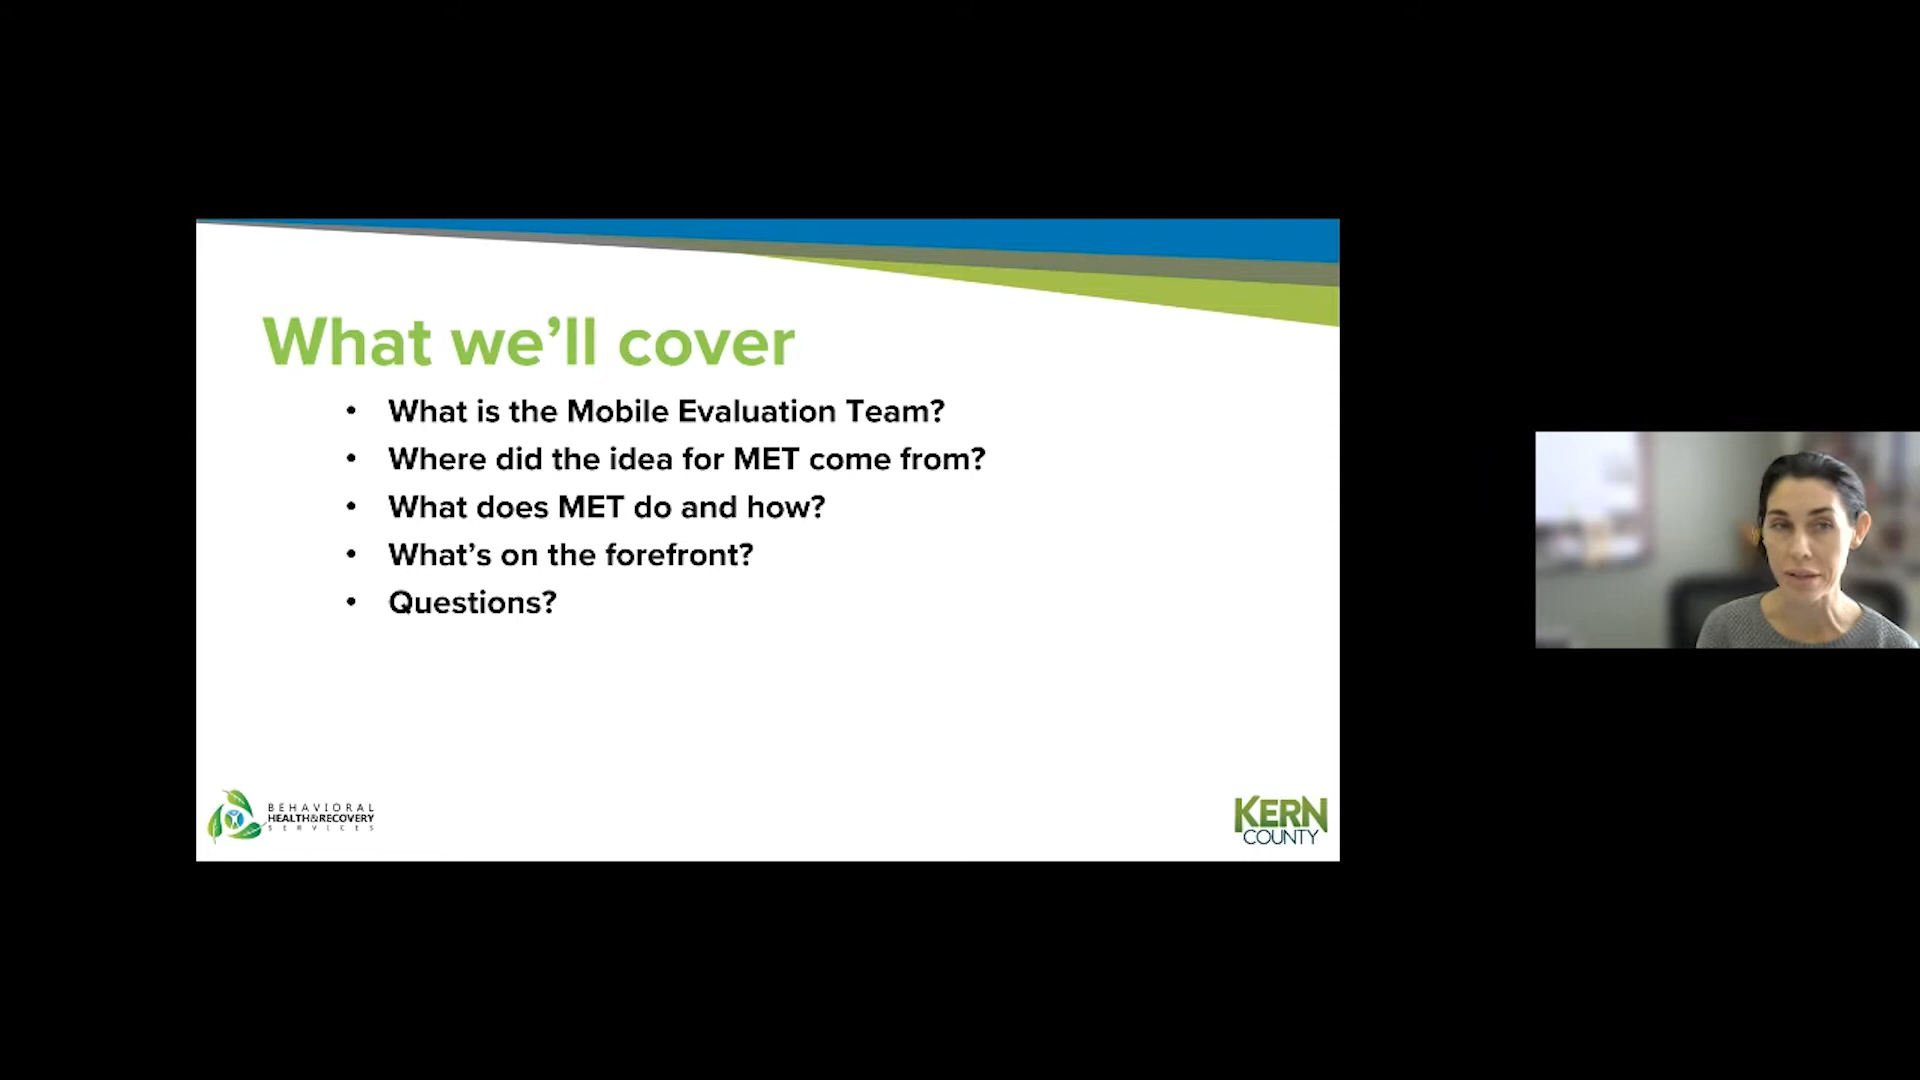 What we'll cover
• What is the Mobile Evaluation Team?
• Where did the idea for MET come from?
• What does MET do and how?
• What's on the forefront?
• Questions?
BEHAVIORAL
HEALTH&RECOVERY
SERVICES
KERN
COUNTY